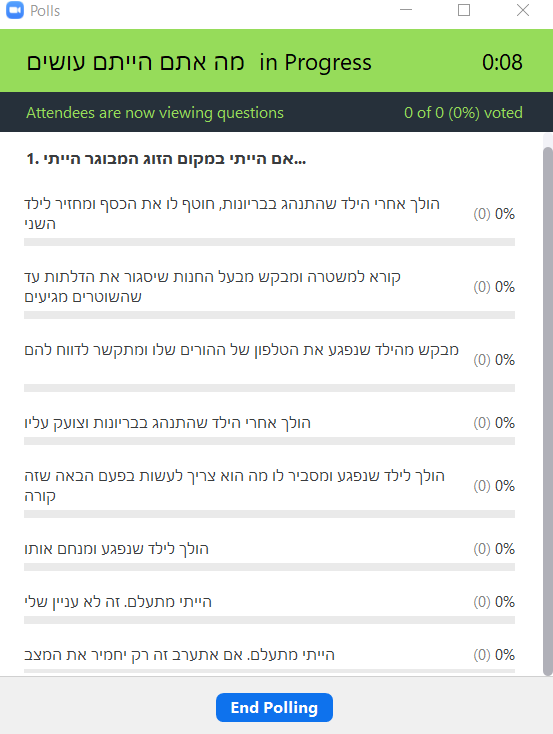 Polls
מה אתם הייתם עושים in Progress
0:08
Attendees are now viewing questions
0 of 0 (0%) voted
1. אם הייתי במקום הזוג המבוגר הייתי...
הולך אחרי הילד שהתנהג בבריונות, חוטף לו את הכסף ומחזיר לילד
השני
(0) 0%
קורא למשטרה ומבקש מבעל החנות שיסגור את הדלתות עד
שהשוטרים מגיעים
(0) 0%
מבקש מהילד שנפגע את הטלפון של ההורים שלו ומתקשר לדווח להם
(0) 0%
הולך אחרי הילד שהתנהג בבריונות וצועק עליו
(0) 0%
הולך לילד שנפגע ומסביר לו מה הוא צריך לעשות בפעם הבאה שזה
קורה
(0) 0%
הולך לילד שנפגע ומנחם אותו
(0) 0%
הייתי מתעלם. זה לא עניין שלי
(0) 0%
הייתי מתעלם. אם אתערב זה רק יחמיר את המצב
(0) 0%
End Polling